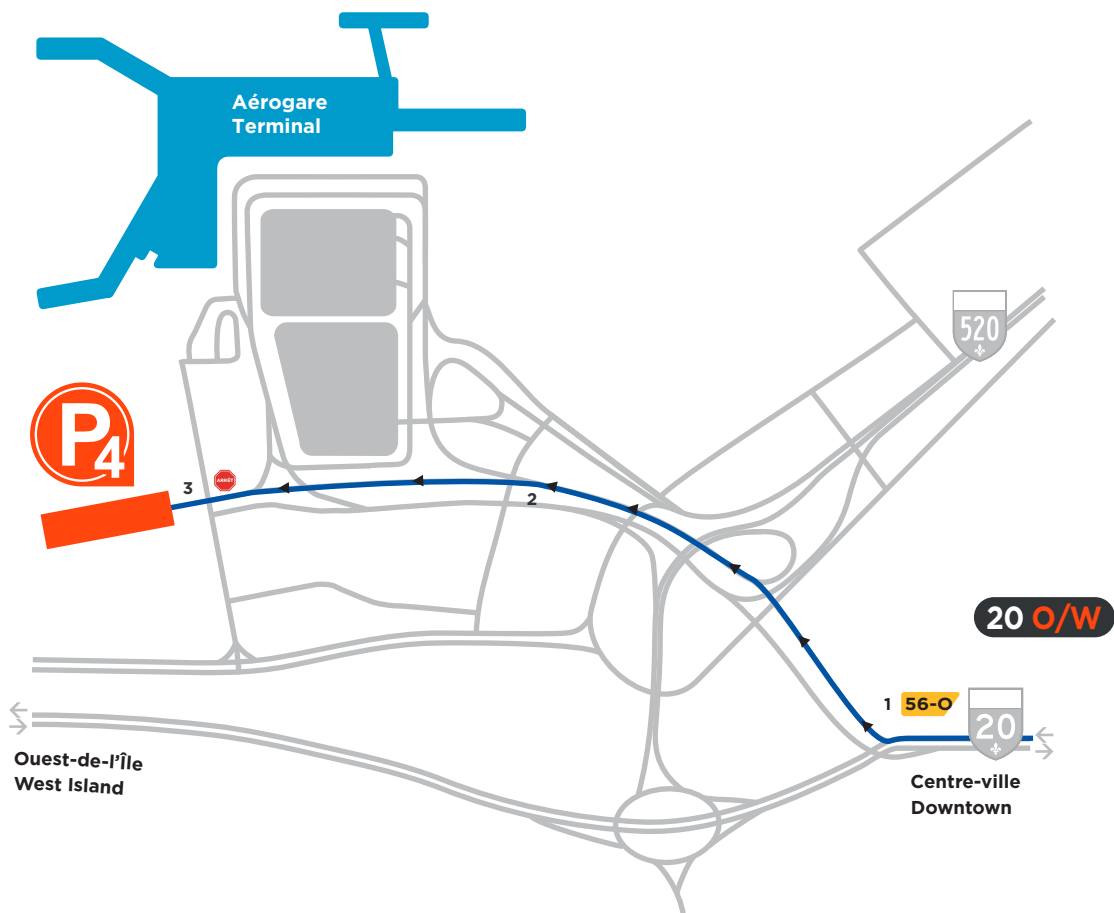 Aérogare
Terminal
520
P4
3
ARRÊT
2
20 O/W
1
56-O
20
Ouest-de-l'Île
West Island
Centre-ville
Downtown